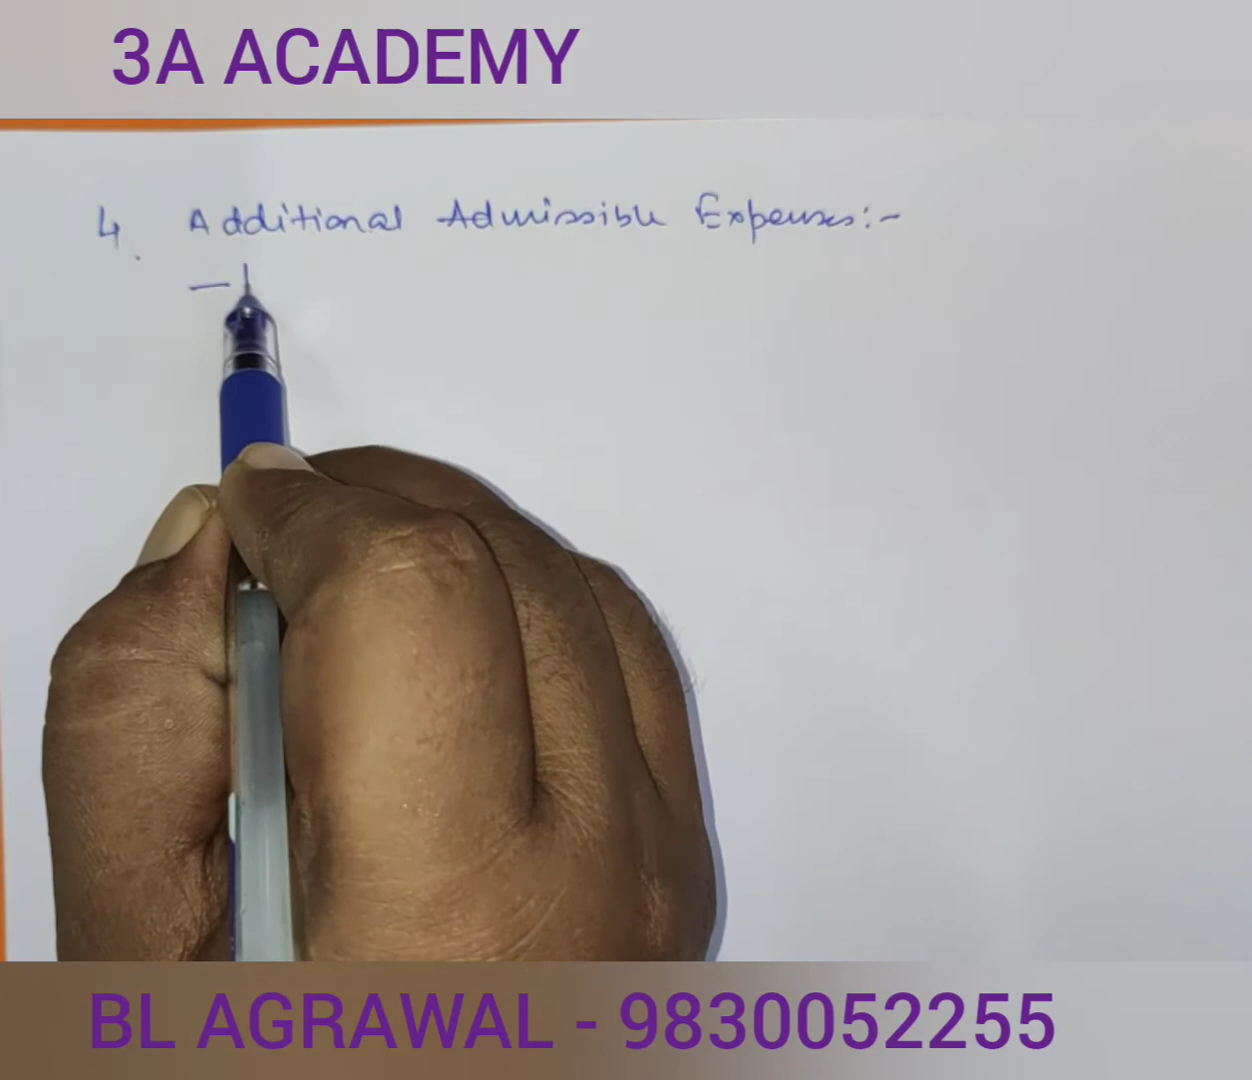 3A ACADEMY
4. Additional Admissible Expenses:-
—
BL AGRAWAL - 9830052255